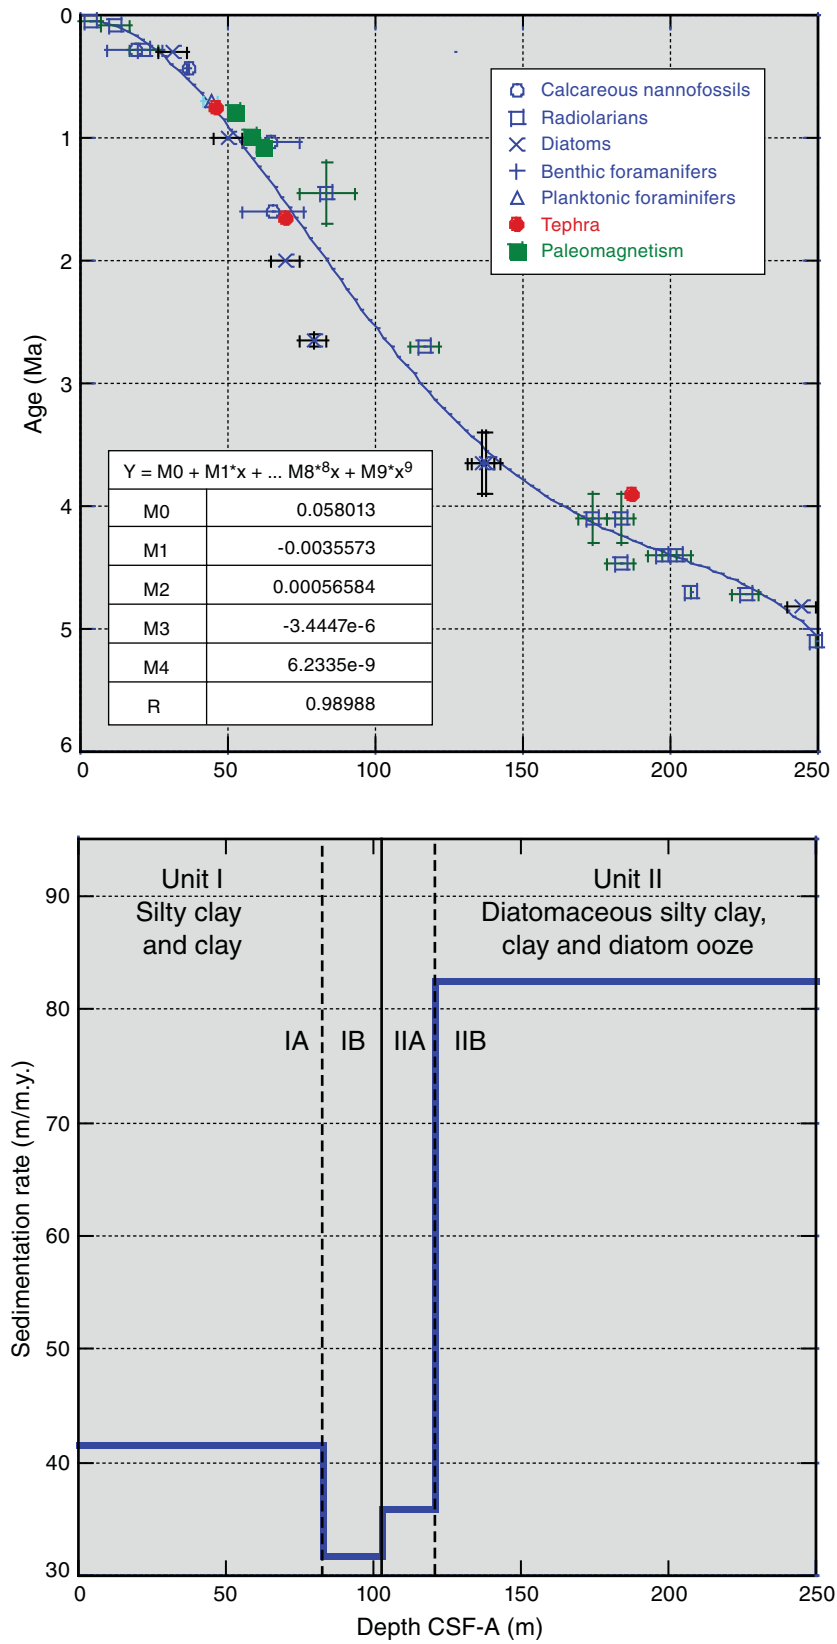 0
1
2
3
4
5
6
Age (Ma)
Calcareous nannofossils
Radiolarians
Diatoms
Benthic foramanifers
Planktonic foraminifers
Tephra
Paleomagnetism
Y = M0 + M1*x + ... M8*⁸x + M9*x⁹
M0 0.058013
M1 -0.0035573
M2 0.00056584
M3 -3.4447e-6
M4 6.2335e-9
R 0.98988
0 50 100 150 200 250
Unit I
Silty clay
and clay
Unit II
Diatomaceous silty clay,
clay and diatom ooze
IA IB IIA IIB
90
80
70
60
50
40
30
Sedimentation rate (m/m.y.)
0 50 100 150 200 250
Depth CSF-A (m)